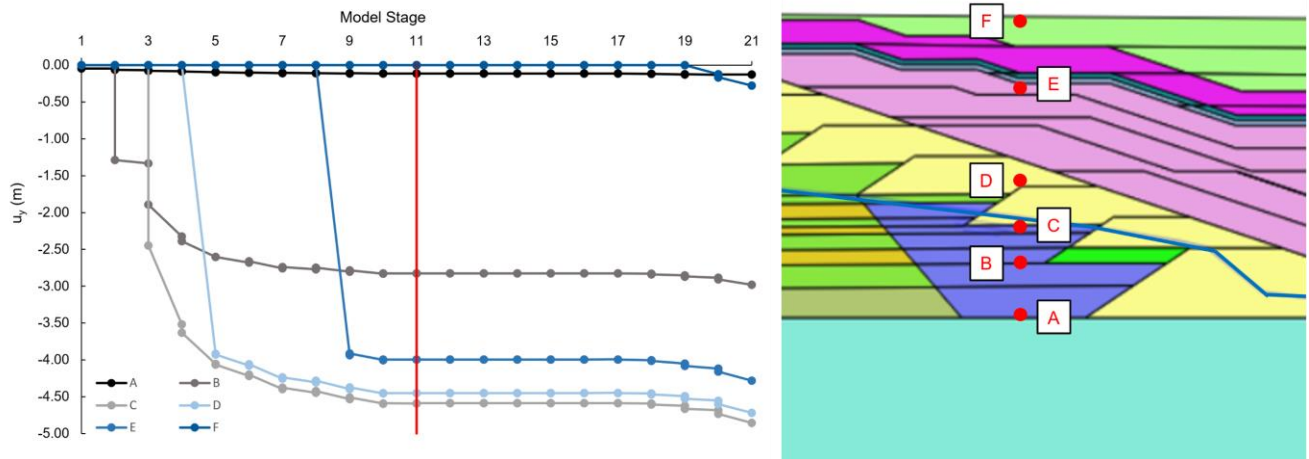 Model Stage
1 3 5 7 9 11 13 15 17 19 21
0.00
-0.50
-1.00
-1.50
-2.00
-2.50
-3.00
-3.50
-4.00
-4.50
-5.00
uy (m)
A B
C D
E F
F
E
D
C
B
A